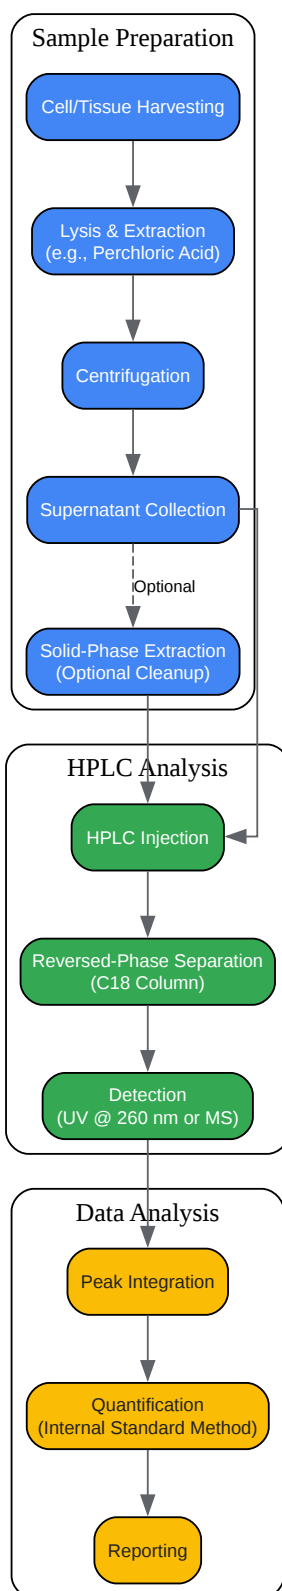 Sample Preparation
Cell/Tissue Harvesting
Lysis & Extraction
(e.g., Perchloric Acid)
Centrifugation
Supernatant Collection
Optional
Solid-Phase Extraction
(Optional Cleanup)
HPLC Analysis
HPLC Injection
Reversed-Phase Separation
(C18 Column)
Detection
(UV @ 260 nm or MS)
Data Analysis
Peak Integration
Quantification
(Internal Standard Method)
Reporting